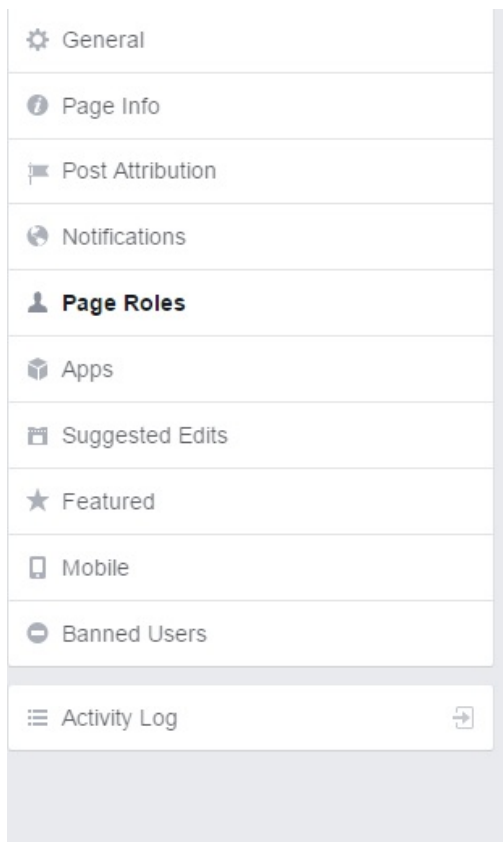 General
Page Info
Post Attribution
Notifications
Page Roles
Apps
Suggested Edits
Featured
Mobile
Banned Users
Activity Log